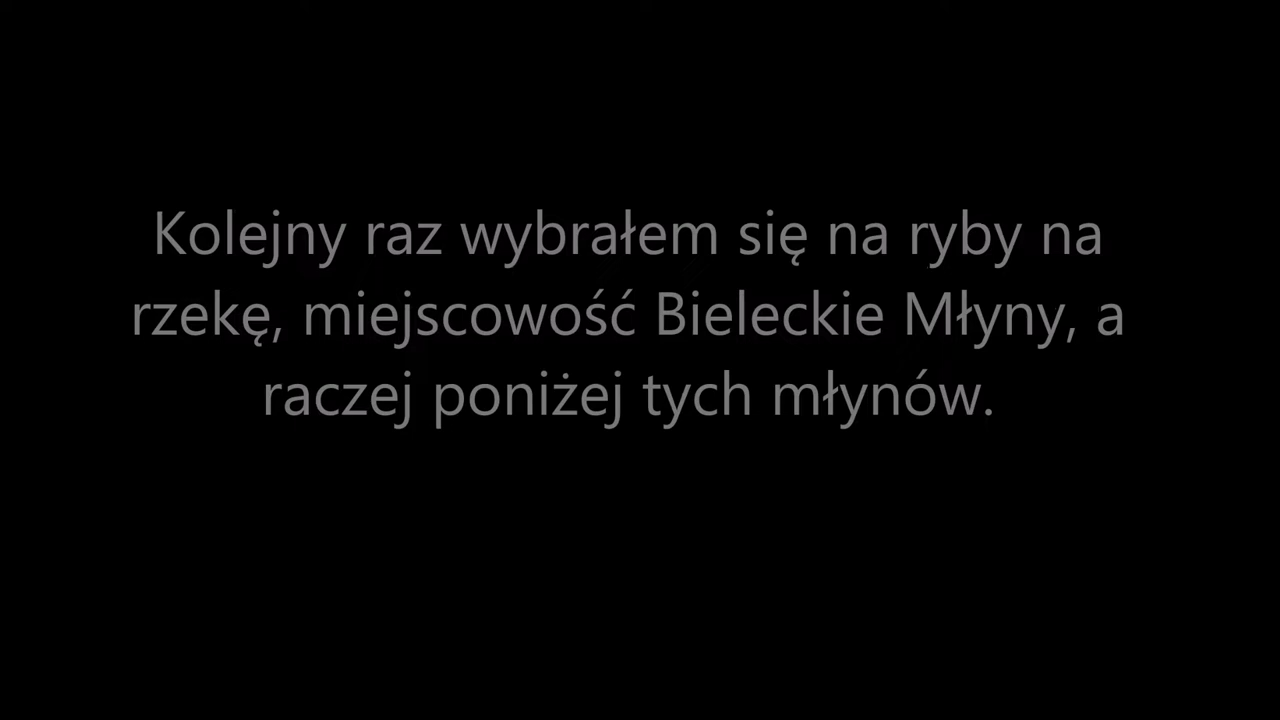 Kolejny raz wybrałem się na ryby na
rzekę, miejscowość Bieleckie Młyny, a
raczej poniżej tych młynów.